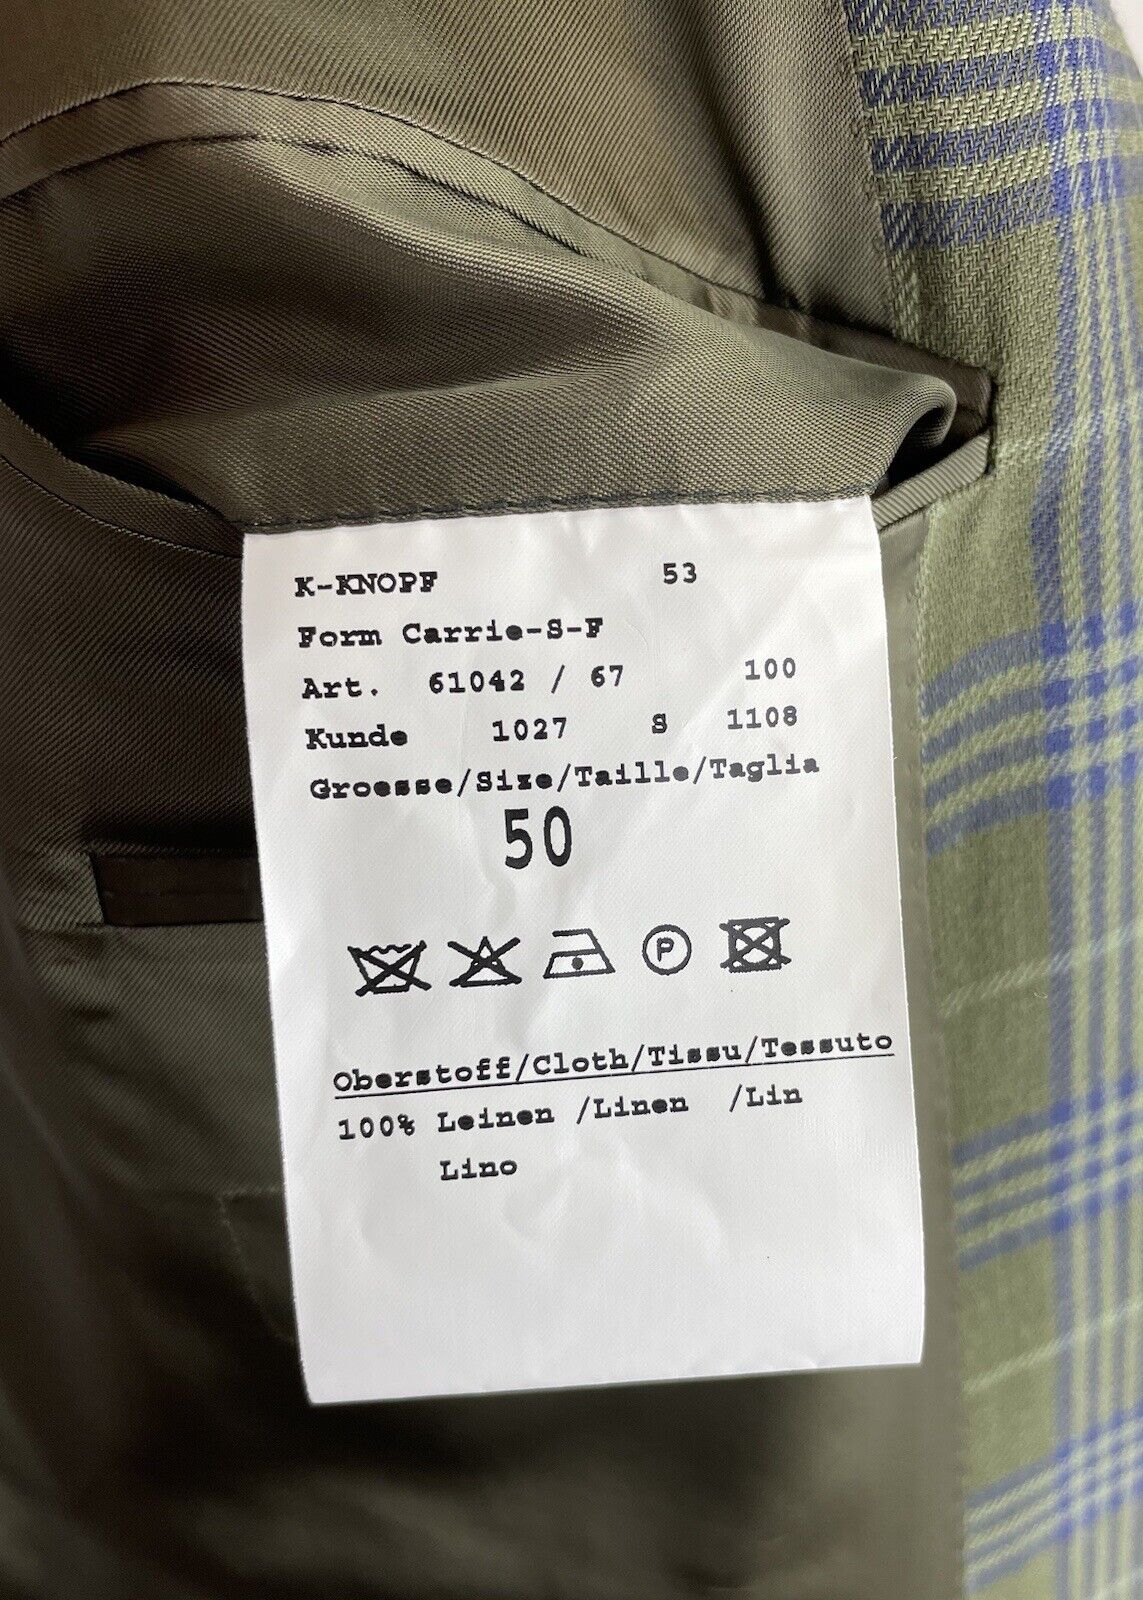 K-KNOPF 53
Form Carrie-S-F
Art. 61042 / 67 100
Kunde 1027 S 1108
Groesse/Size/Taille/Taglia
50
P
Oberstoff/Cloth/Tissu/Tessuto
100% Leinen /Linen /Lin
Lino